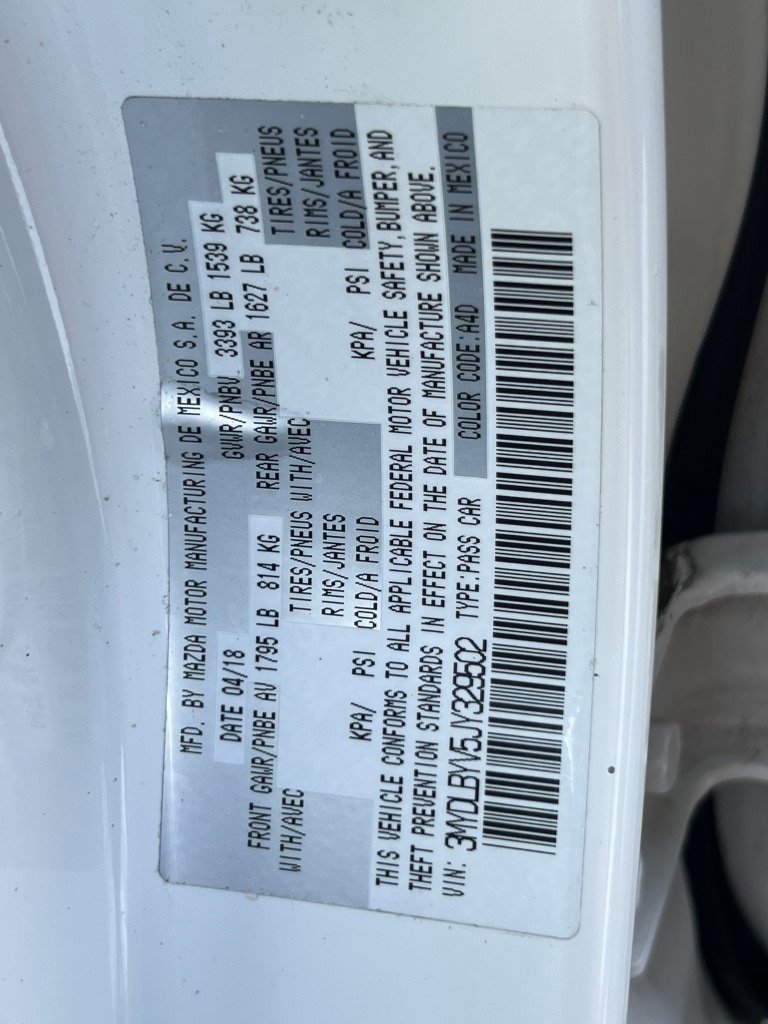 MFD. BY MAZDA MOTOR MANUFACTURING DE MEXICO S.A. DE C.V.
DATE 04/18 GVWR/PNBV 3393 LB 1539 KG
FRONT GAWR/PNBE AV 1795 LB 814 KG REAR GAWR/PNBE AR 1627 LB 738 KG
WITH/AVEC TIRES/PNEUS WITH/AVEC TIRES/PNEUS
RIMS/JANTES RIMS/JANTES
KPA/ PSI COLD/A FROID KPA/ PSI COLD/A FROID
THIS VEHICLE CONFORMS TO ALL APPLICABLE FEDERAL MOTOR VEHICLE SAFETY, BUMPER, AND
THEFT PREVENTION STANDARDS IN EFFECT ON THE DATE OF MANUFACTURE SHOWN ABOVE.
VIN: 3MYDLBYV5JY329502 TYPE:PASS CAR COLOR CODE:A4D MADE IN MEXICO